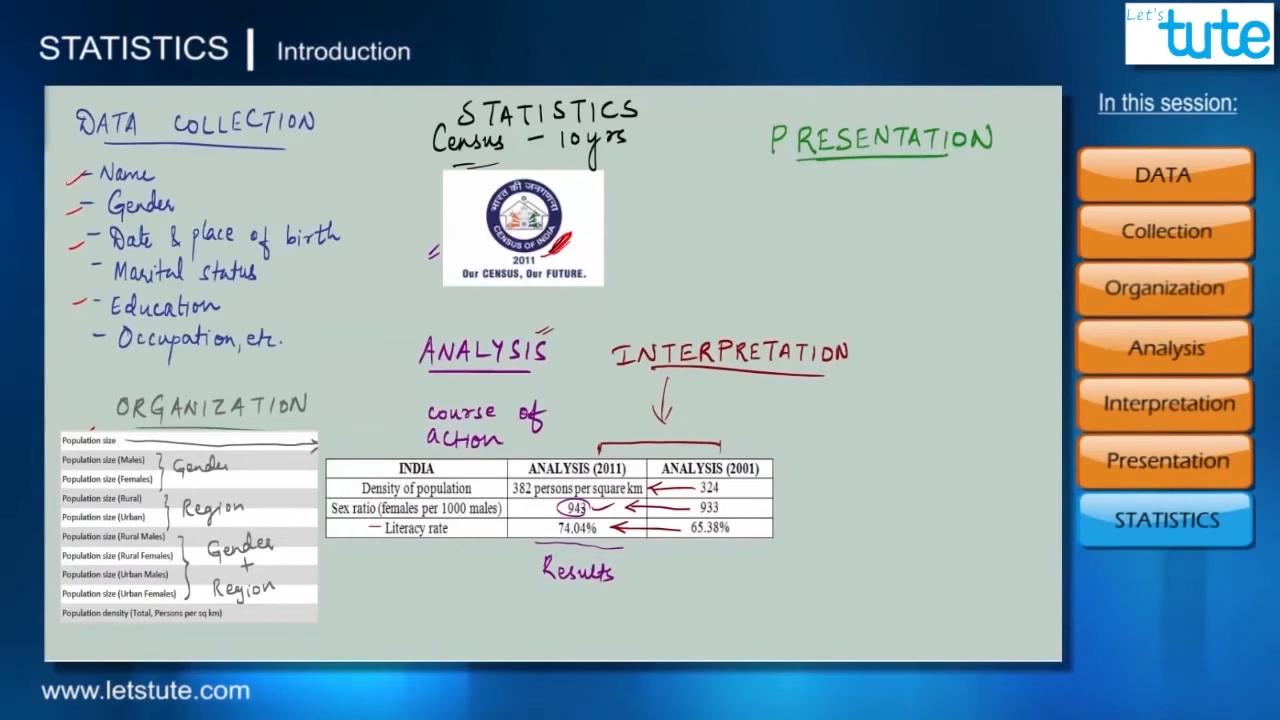 STATISTICS | Introduction
Let's
tute
DATA COLLECTION
- Name
- Gender
- Date & place of birth
- Marital status
- Education
- Occupation, etc.
STATISTICS
Census - 10 yrs
भारत की जनगणना
CENSUS OF INDIA
2011
Our CENSUS, Our FUTURE.
PRESENTATION
ORGANIZATION
Population size
Population size (Males)
Population size (Females)
Gender
Population size (Rural)
Population size (Urban)
Region
Population size (Rural Males)
Population size (Rural Females)
Population size (Urban Males)
Population size (Urban Females)
Gender
+
Region
Population density (Total, Persons per sq km)
ANALYSIS
course of
action
INTERPRETATION
INDIA ANALYSIS (2011) ANALYSIS (2001)
Density of population 382 persons per square km 324
Sex ratio (females per 1000 males) 943 933
Literacy rate 74.04% 65.38%
Results
In this session:
DATA
Collection
Organization
Analysis
Interpretation
Presentation
STATISTICS
www.letstute.com